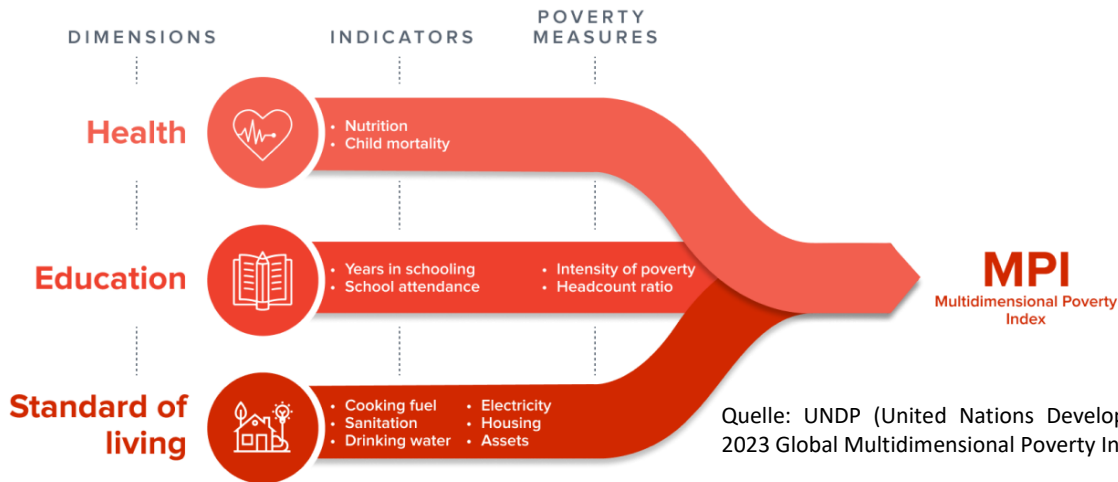 DIMENSIONS
INDICATORS
POVERTY
MEASURES
Health
• Nutrition
• Child mortality
Education
• Years in schooling
• School attendance
• Intensity of poverty
• Headcount ratio
Standard of
living
• Cooking fuel
• Sanitation
• Drinking water
• Electricity
• Housing
• Assets
MPI
Multidimensional Poverty
Index
Quelle: UNDP (United Nations Develop
2023 Global Multidimensional Poverty In